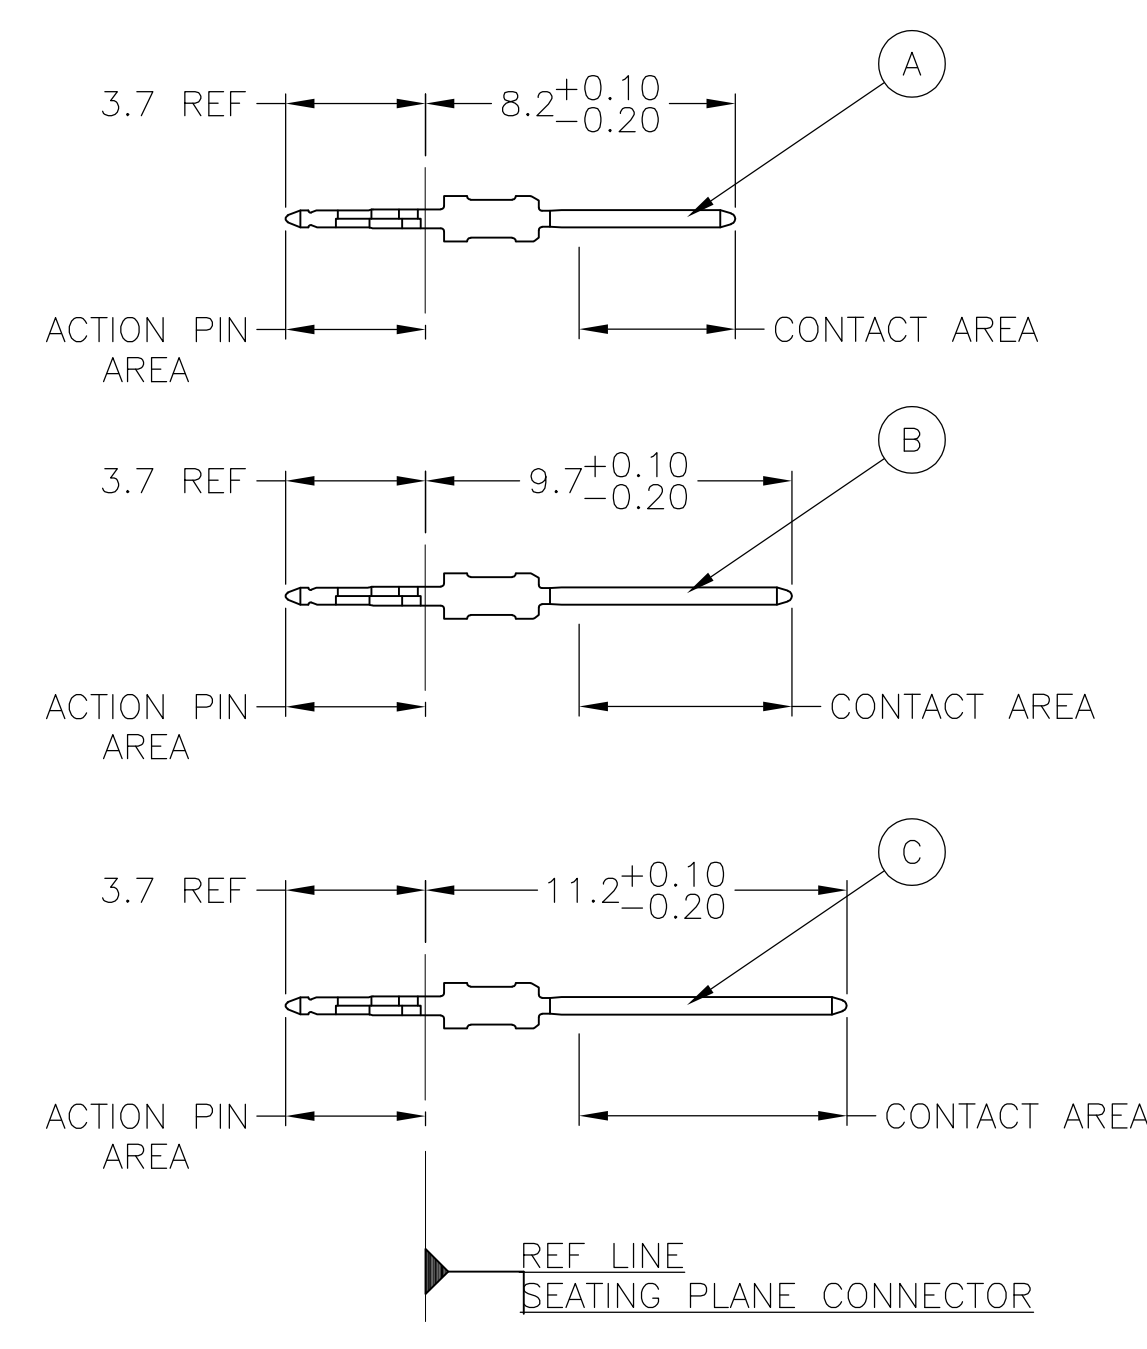 A
3.7 REF 8.2 +0.10
−0.20
ACTION PIN CONTACT AREA
AREA
B
3.7 REF 9.7 +0.10
−0.20
ACTION PIN CONTACT AREA
AREA
C
3.7 REF 11.2 +0.10
−0.20
ACTION PIN CONTACT AREA
AREA
REF LINE
SEATING PLANE CONNECTOR